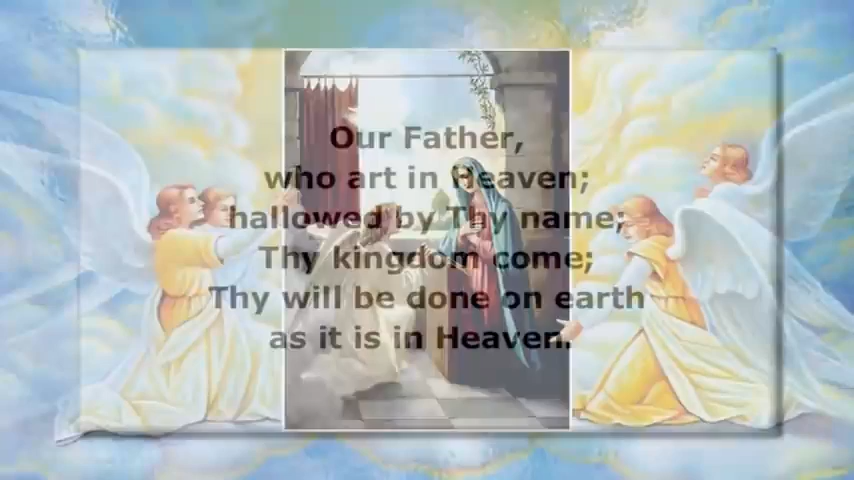 Our Father,
who art in Heaven;
hallowed by Thy name;
Thy kingdom come;
Thy will be done on earth
as it is in Heaven.